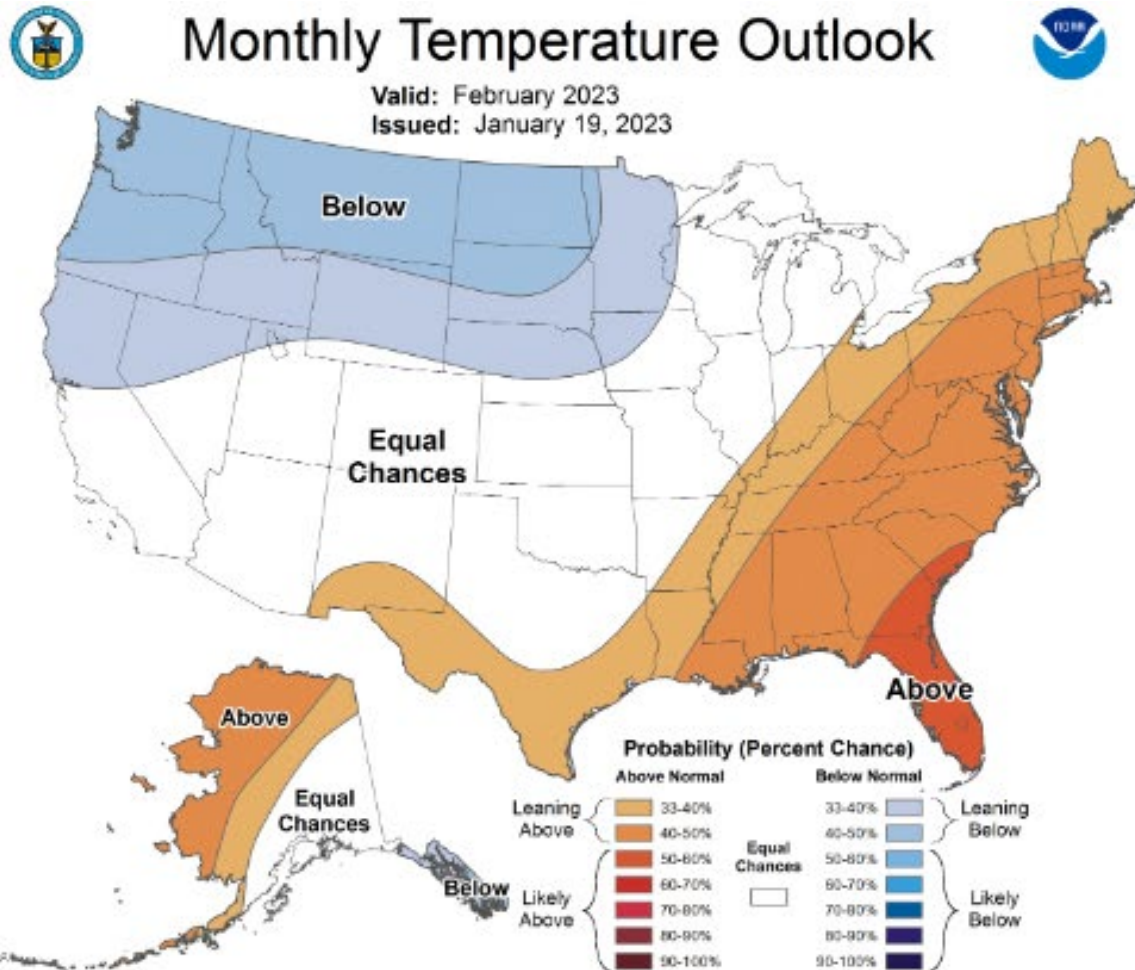 NOAA
Monthly Temperature Outlook
Valid: February 2023
Issued: January 19, 2023
Below
Equal
Chances
Above
Above
Equal
Chances
Below
Probability (Percent Chance)
Above Normal
Below Normal
Leaning
Above
33-40%
40-50%
Likely
Above
50-60%
60-70%
70-80%
80-90%
90-100%
Equal
Chances
33-40%
40-50%
Leaning
Below
50-60%
60-70%
70-80%
80-90%
90-100%
Likely
Below